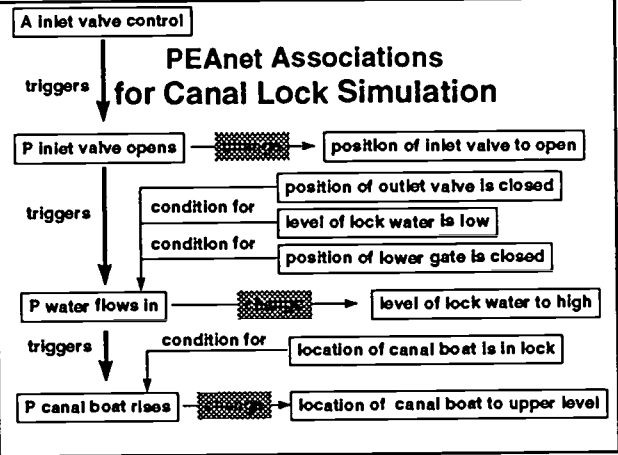 A inlet valve control
PEAnet Associations
triggers
for Canal Lock Simulation
P inlet valve opens
change
position of inlet valve to open
position of outlet valve is closed
triggers
condition for
level of lock water is low
condition for
position of lower gate is closed
P water flows in
change
level of lock water to high
triggers
condition for
location of canal boat is in lock
P canal boat rises
change
location of canal boat to upper level